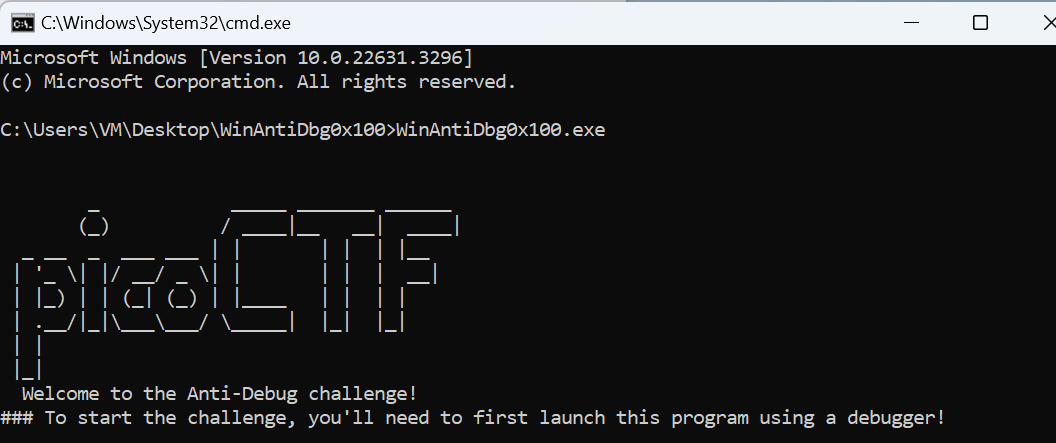 C:\Windows\System32\cmd.exe
Microsoft Windows [Version 10.0.22631.3296]
(c) Microsoft Corporation. All rights reserved.
C:\Users\VM\Desktop\WinAntiDbg0x100>WinAntiDbg0x100.exe
picoCTF
Welcome to the Anti-Debug challenge!
### To start the challenge, you'll need to first launch this program using a debugger!